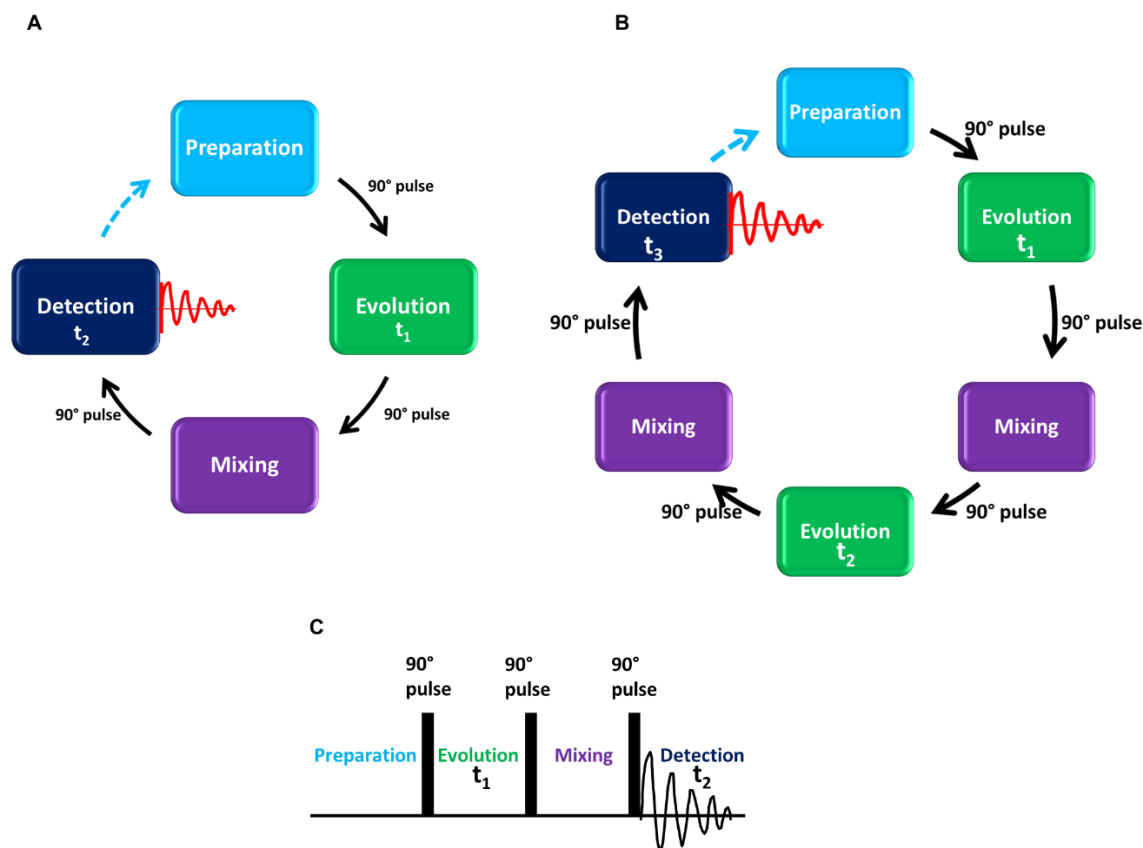 A
Preparation
90° pulse
Detection
t₂
Evolution
t₁
90° pulse
90° pulse
Mixing
B
Preparation
90° pulse
Detection
t₃
Evolution
t₁
90° pulse
90° pulse
Mixing
Mixing
90° pulse
90° pulse
Evolution
t₂
C
90°
pulse
90°
pulse
90°
pulse
Preparation
Evolution
t₁
Mixing
Detection
t₂